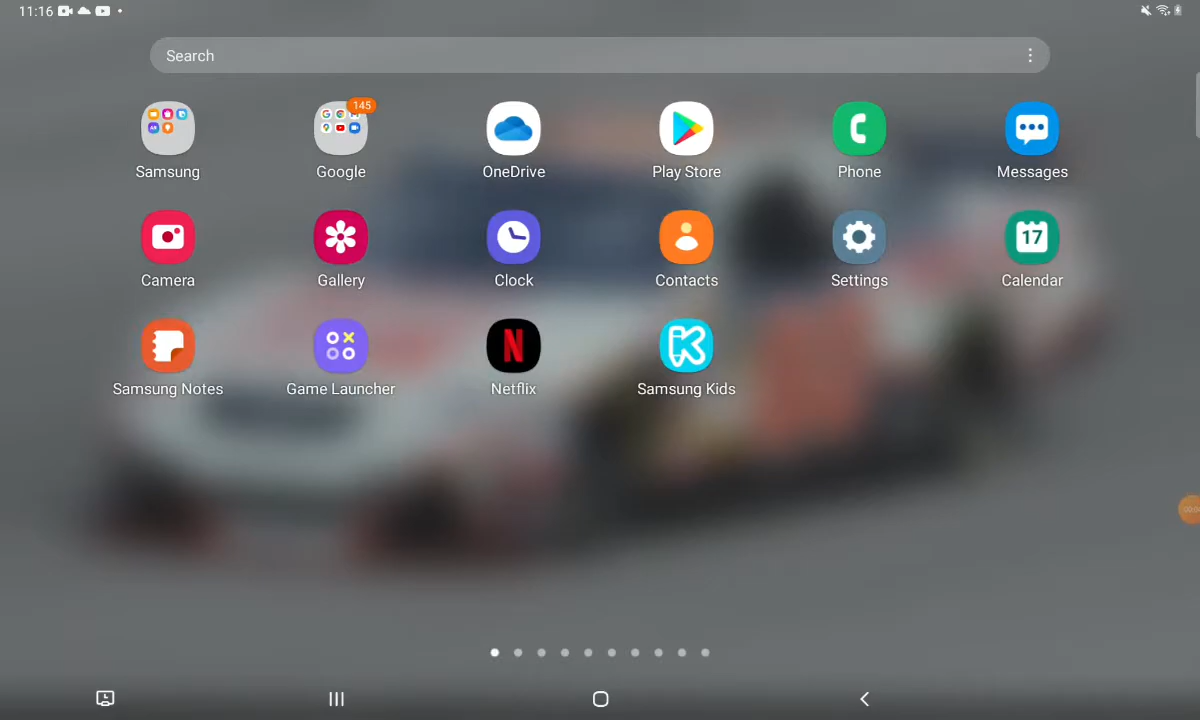 11:16
Search
145
Samsung
Google
OneDrive
Play Store
Phone
Messages
17
Camera
Gallery
Clock
Contacts
Settings
Calendar
N
K
Samsung Notes
Game Launcher
Netflix
Samsung Kids